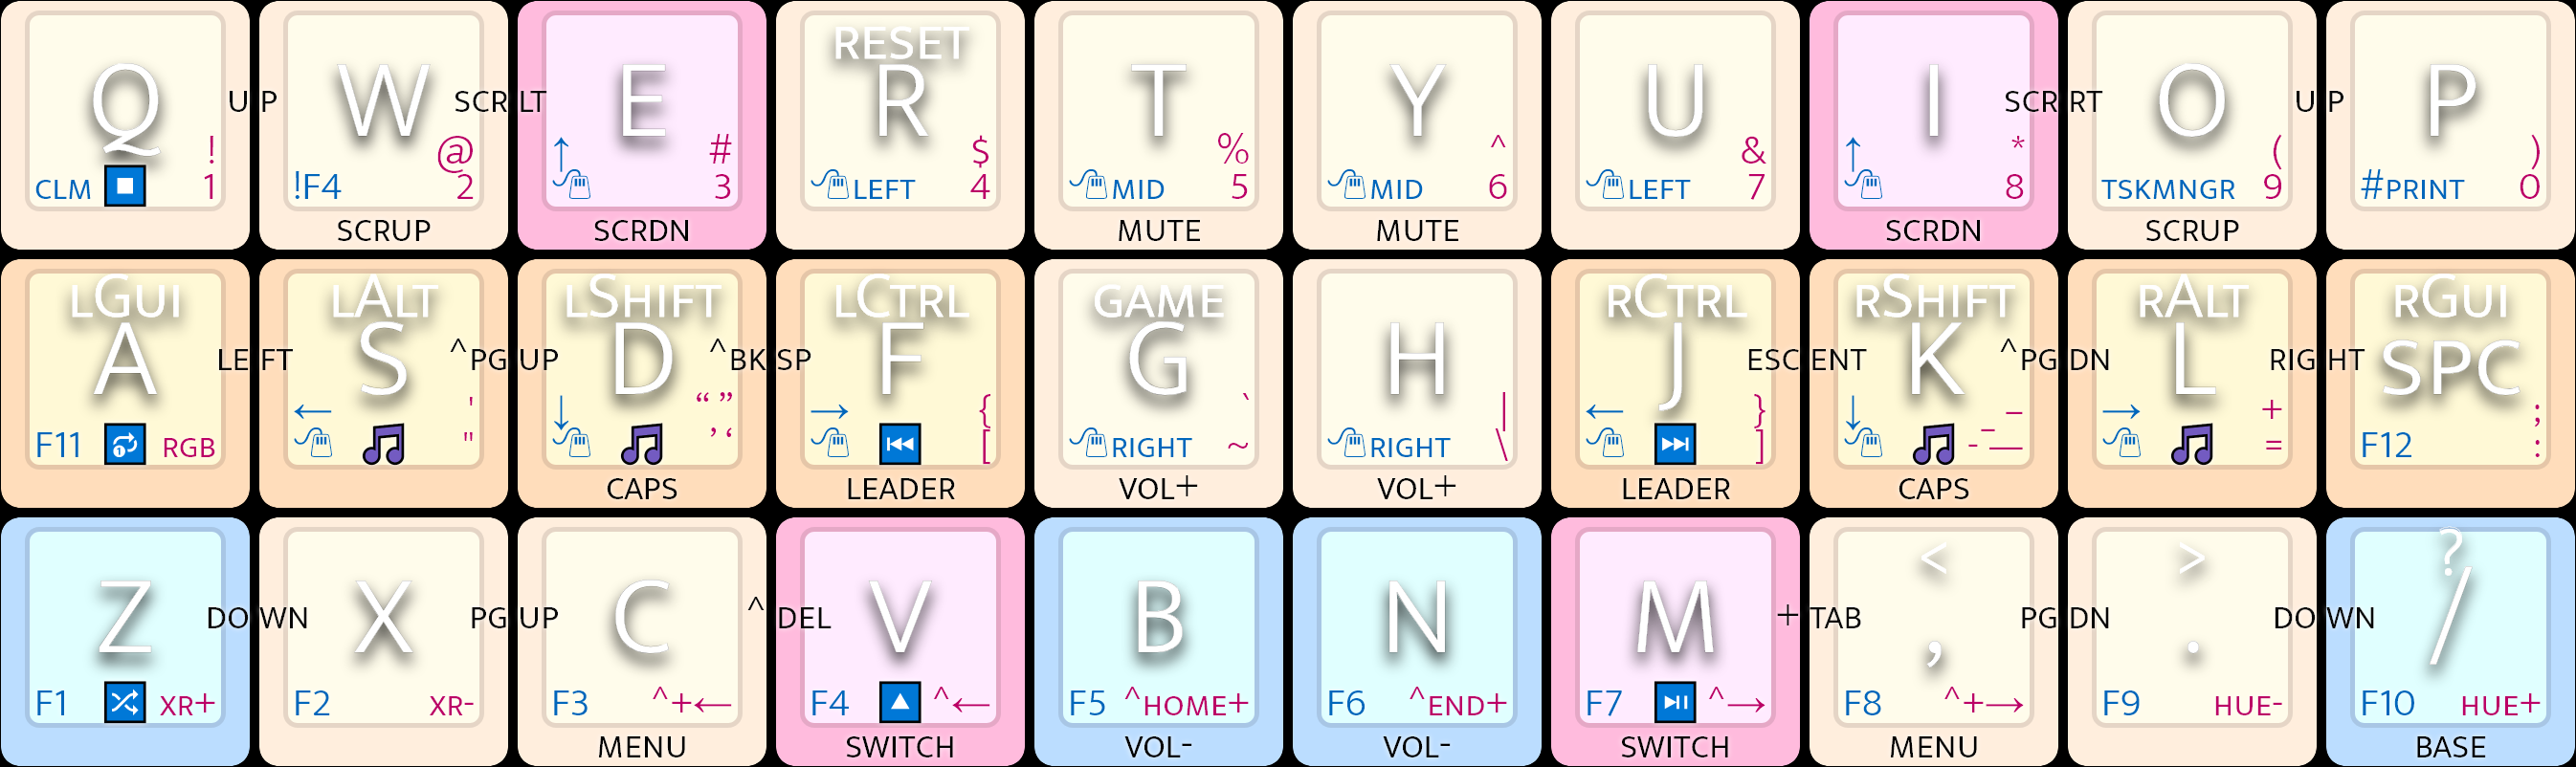 RESET
Q UP W SCRLT E R T Y U I SCRRT O UP P
! @ ↑ # $ % ^ & ↑ * ( )
CLM 1 !F4 2 3 LEFT 4 MID 5 MID 6 LEFT 7 8 TSKMNGR 9 #PRINT 0
SCRUP SCRDN MUTE MUTE SCRDN SCRUP
LGUI LALT LSHIFT LCTRL GAME RCTRL RSHIFT RALT RGUI
A LEFT S ^PGUP D ^BKSP F G H J ESCENT K ^PGDN L RIGHT SPC
← ' ↓ “ ” → { ` | ← } ↓ – → + ;
F11 RGB " ’ ‘ [ RIGHT ~ RIGHT \ ] - _ — = F12 :
CAPS LEADER VOL+ VOL+ LEADER CAPS
< > ?
Z DOWN X PGUP C ^DEL V B N M +TAB , PGDN . DOWN /
F1 XR+ F2 XR- F3 ^+← F4 ^← F5 ^HOME+ F6 ^END+ F7 ^→ F8 ^+→ F9 HUE- F10 HUE+
MENU SWITCH VOL- VOL- SWITCH MENU BASE